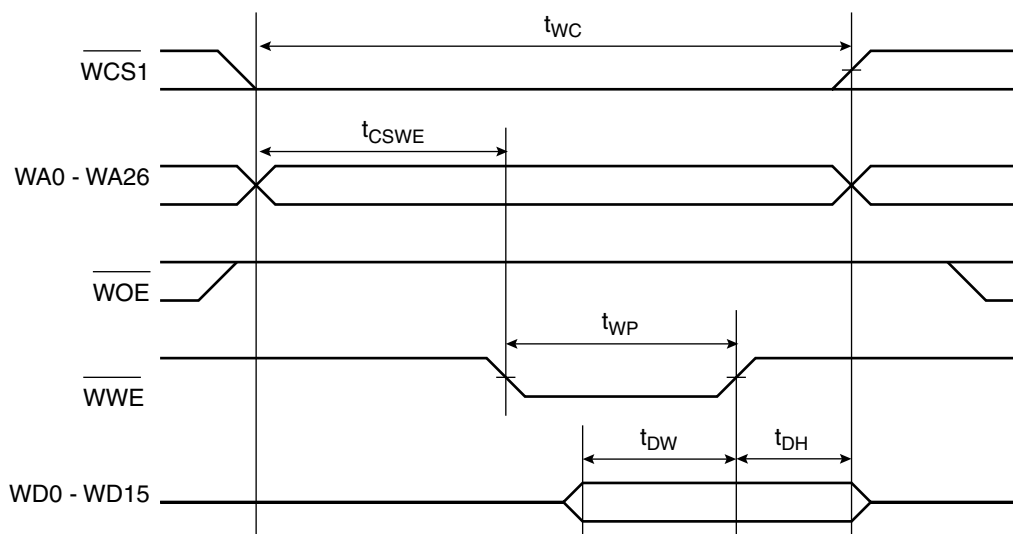 tWC
WCS1
tCSWE
WA0 - WA26
WOE
tWP
WWE
tDW
tDH
WD0 - WD15